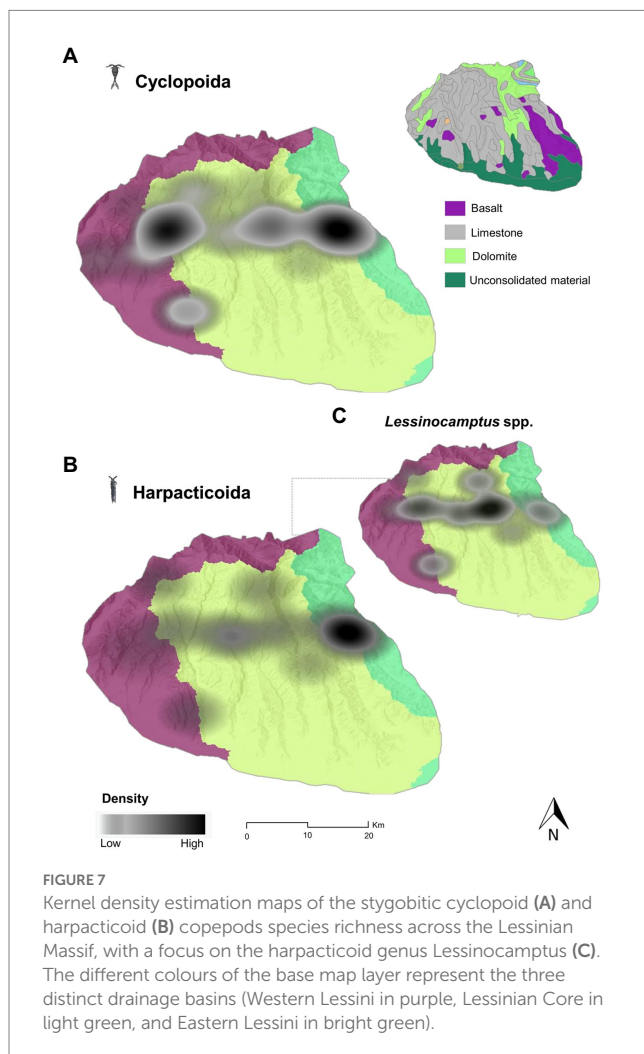 A
Cyclopoida
Basalt
Limestone
Dolomite
Unconsolidated material
C
Lessinocamptus spp.
B
Harpacticoida
Density
Low High
0 10 20 Km
N
FIGURE 7
Kernel density estimation maps of the stygobitic cyclopoid (A) and
harpacticoid (B) copepods species richness across the Lessinian
Massif, with a focus on the harpacticoid genus Lessinocamptus (C).
The different colours of the base map layer represent the three
distinct drainage basins (Western Lessini in purple, Lessinian Core in
light green, and Eastern Lessini in bright green).